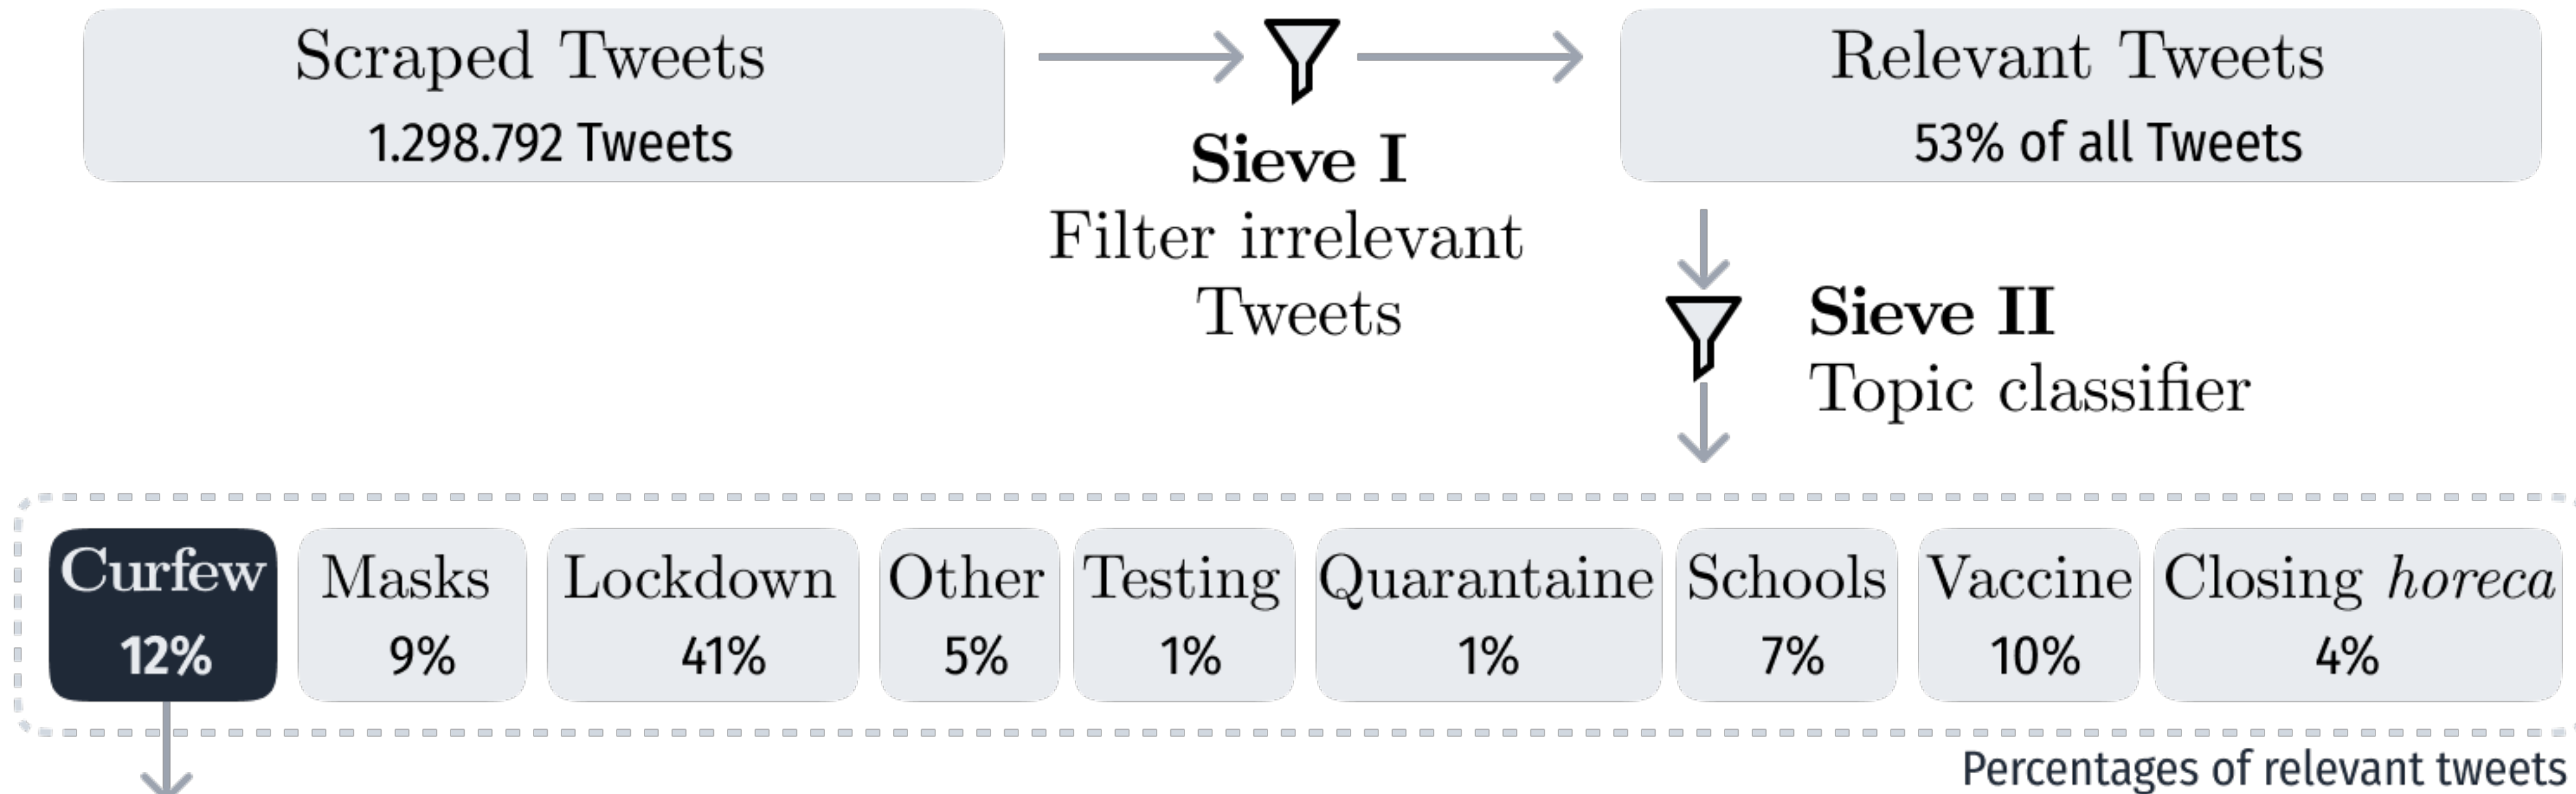 Scraped Tweets
1.298.792 Tweets
Sieve I
Filter irrelevant
Tweets
Relevant Tweets
53% of all Tweets
Sieve II
Topic classifier
Curfew
12%
Masks
9%
Lockdown
41%
Other
5%
Testing
1%
Quarantaine
1%
Schools
7%
Vaccine
10%
Closing horeca
4%
Percentages of relevant tweets